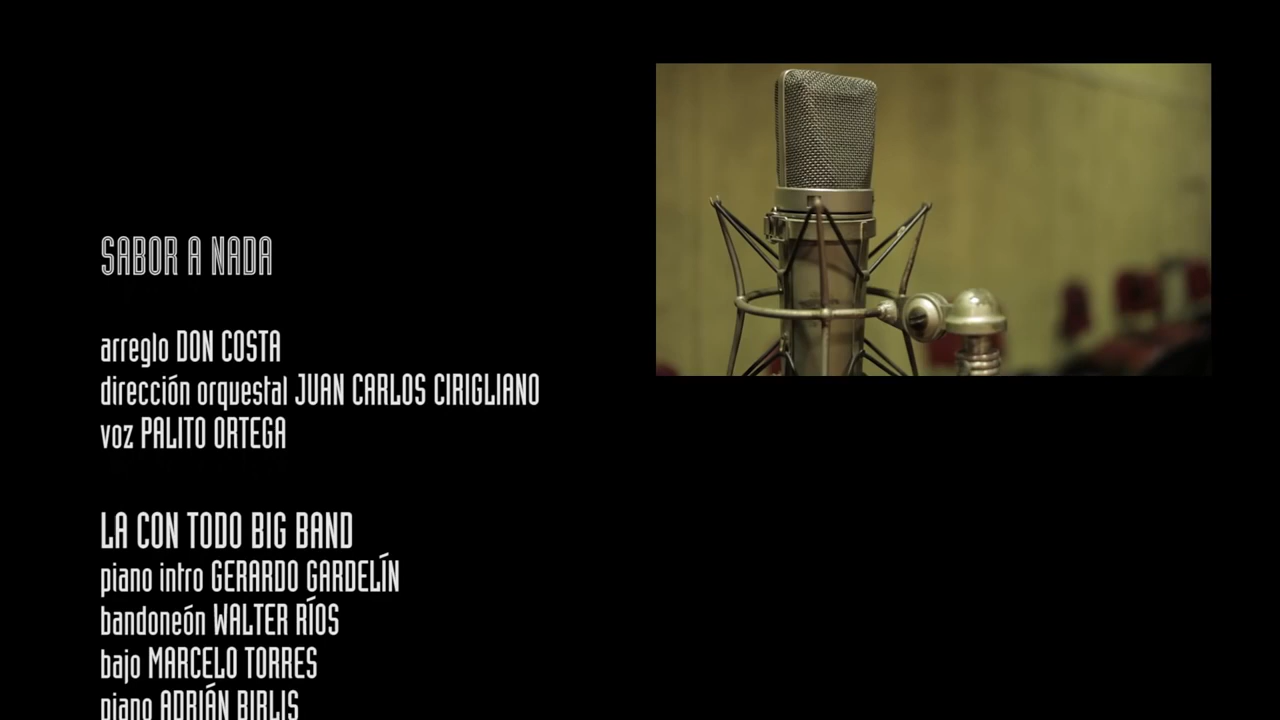 SABOR A NADA
arreglo DON COSTA
dirección orquestal JUAN CARLOS CIRIGLIANO
voz PALITO ORTEGA
LA CON TODO BIG BAND
piano intro GERARDO GARDELÍN
bandoneón WALTER RÍOS
bajo MARCELO TORRES
piano ADRIÁN BIRLIS